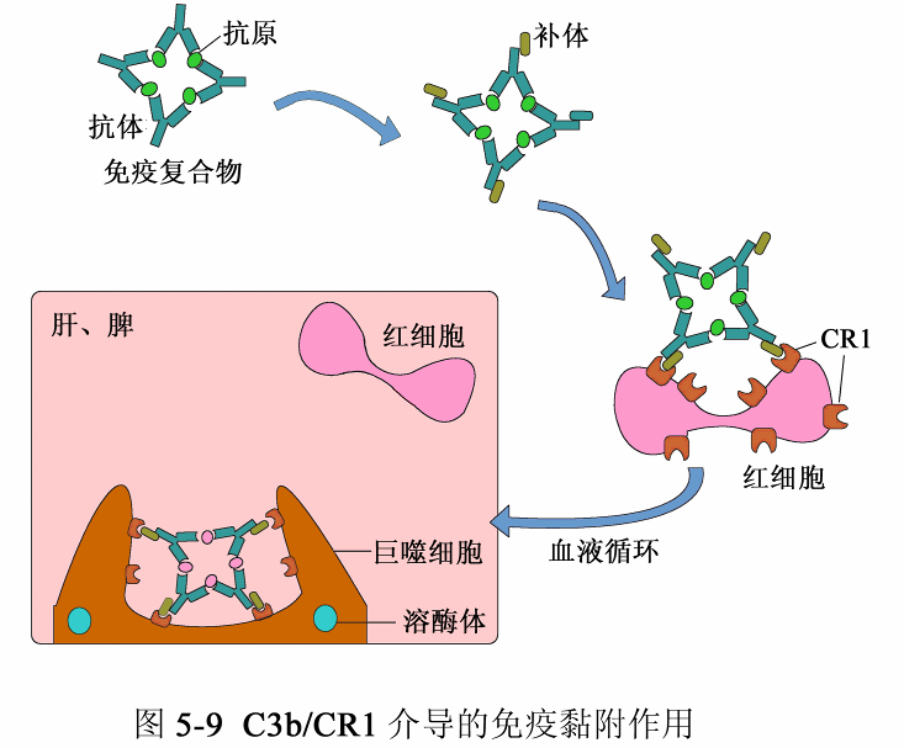 抗原
抗体
免疫复合物
补体
CR1
红细胞
血液循环
肝、脾
红细胞
巨噬细胞
溶酶体
图 5-9 C3b/CR1 介导的免疫黏附作用